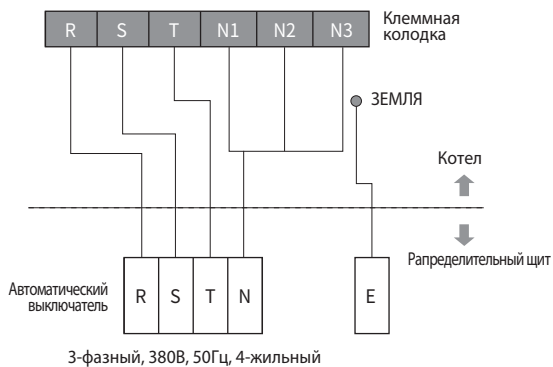 R S T N1 N2 N3
Клеммная
колодка
ЗЕМЛЯ
Котел
Рапределительный щит
Автоматический
выключатель
R S T N
E
3-фазный, 380В, 50Гц, 4-жильный